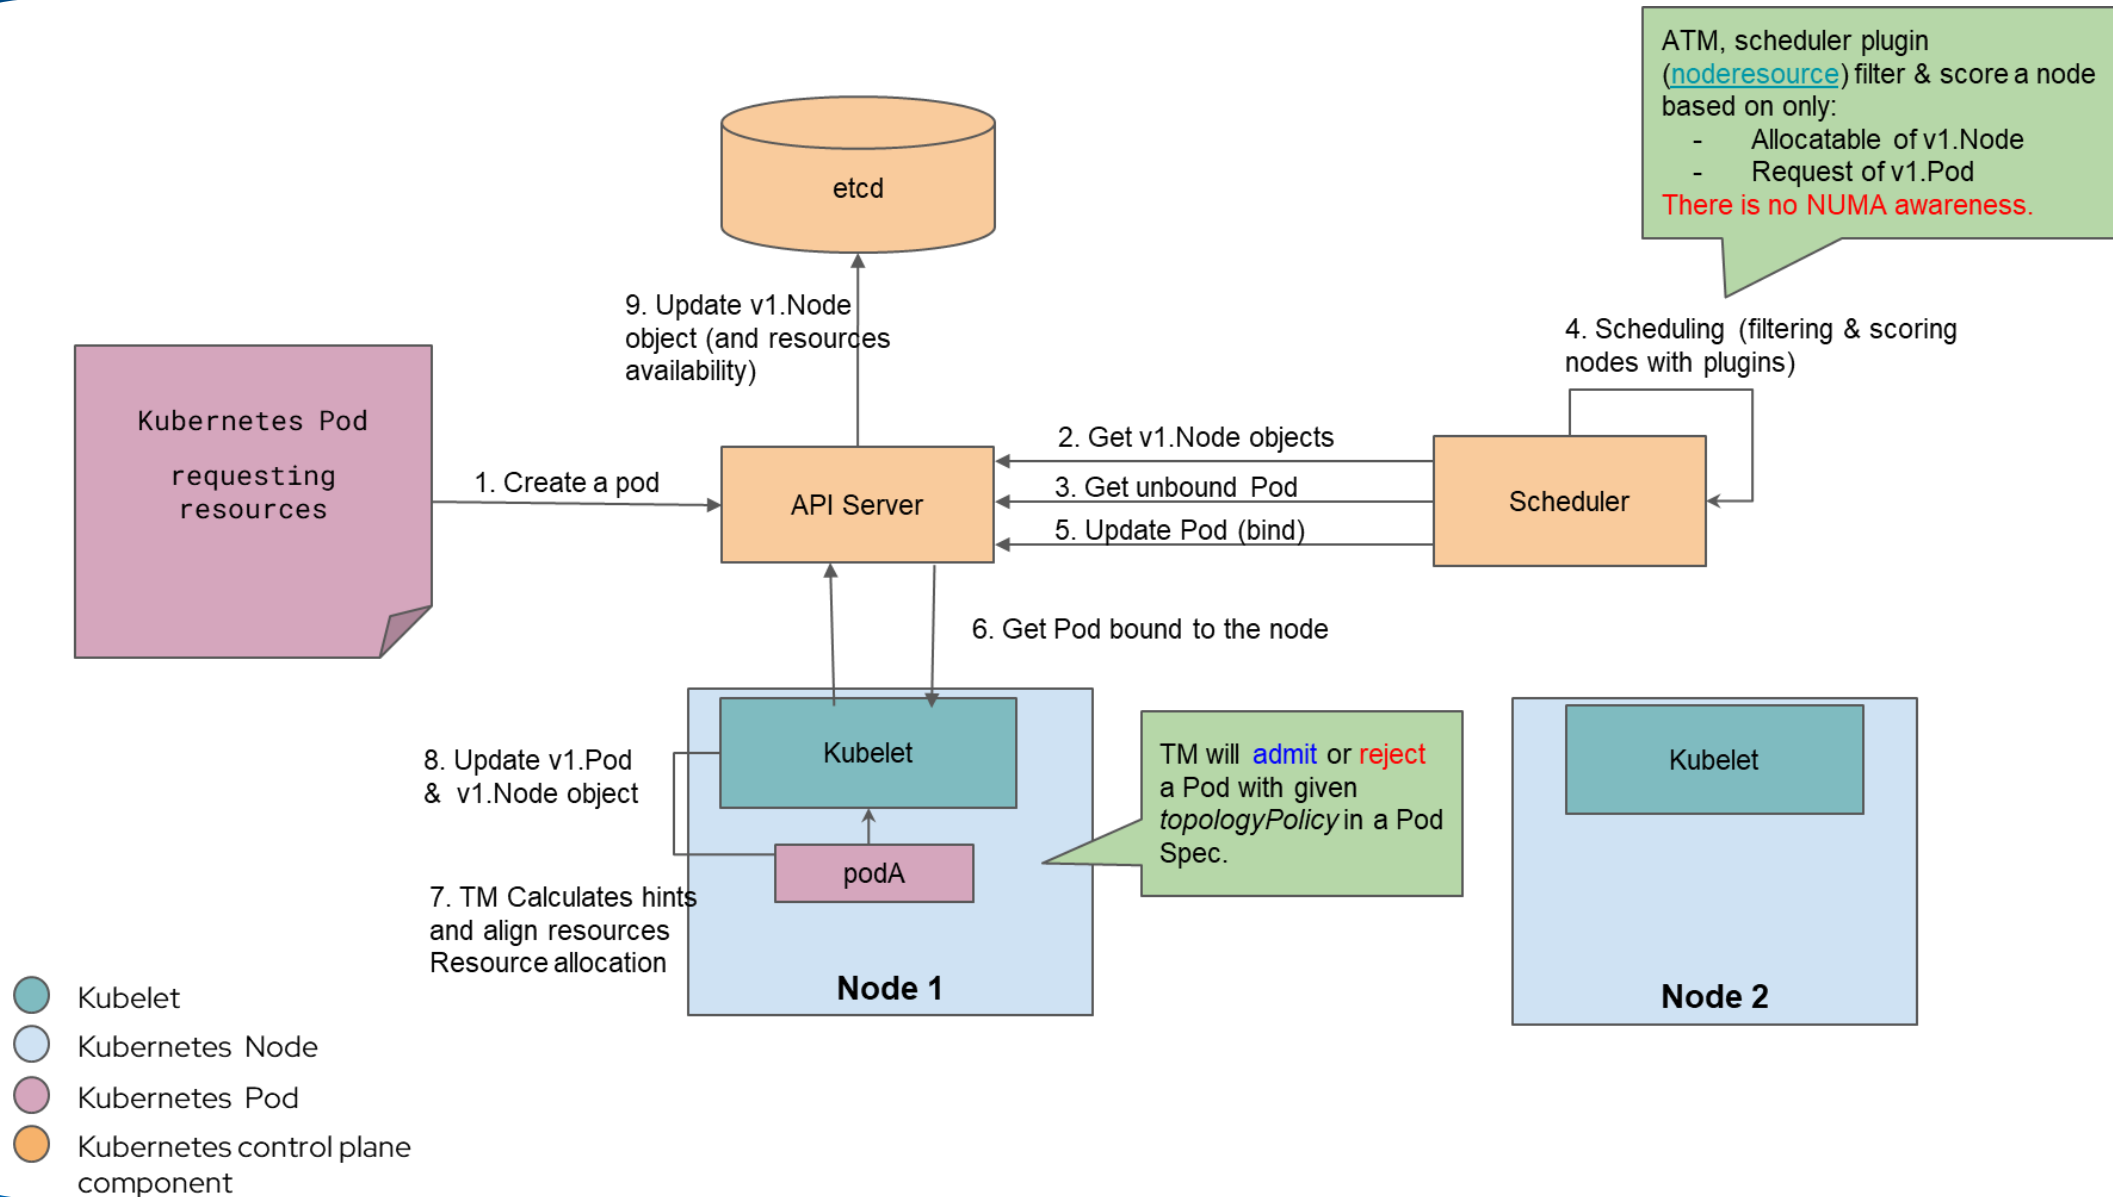 ATM, scheduler plugin
(noderesource) filter & score a node
based on only:
- Allocatable of v1.Node
- Request of v1.Pod
There is no NUMA awareness.
etcd
9. Update v1.Node
object (and resources
availability)
4. Scheduling (filtering & scoring
nodes with plugins)
Kubernetes Pod
requesting
resources
1. Create a pod
API Server
2. Get v1.Node objects
3. Get unbound Pod
5. Update Pod (bind)
Scheduler
6. Get Pod bound to the node
8. Update v1.Pod
& v1.Node object
Kubelet
podA
7. TM Calculates hints
and align resources
Resource allocation
Node 1
TM will admit or reject
a Pod with given
topologyPolicy in a Pod
Spec.
Kubelet
Node 2
Kubelet
Kubernetes Node
Kubernetes Pod
Kubernetes control plane
component